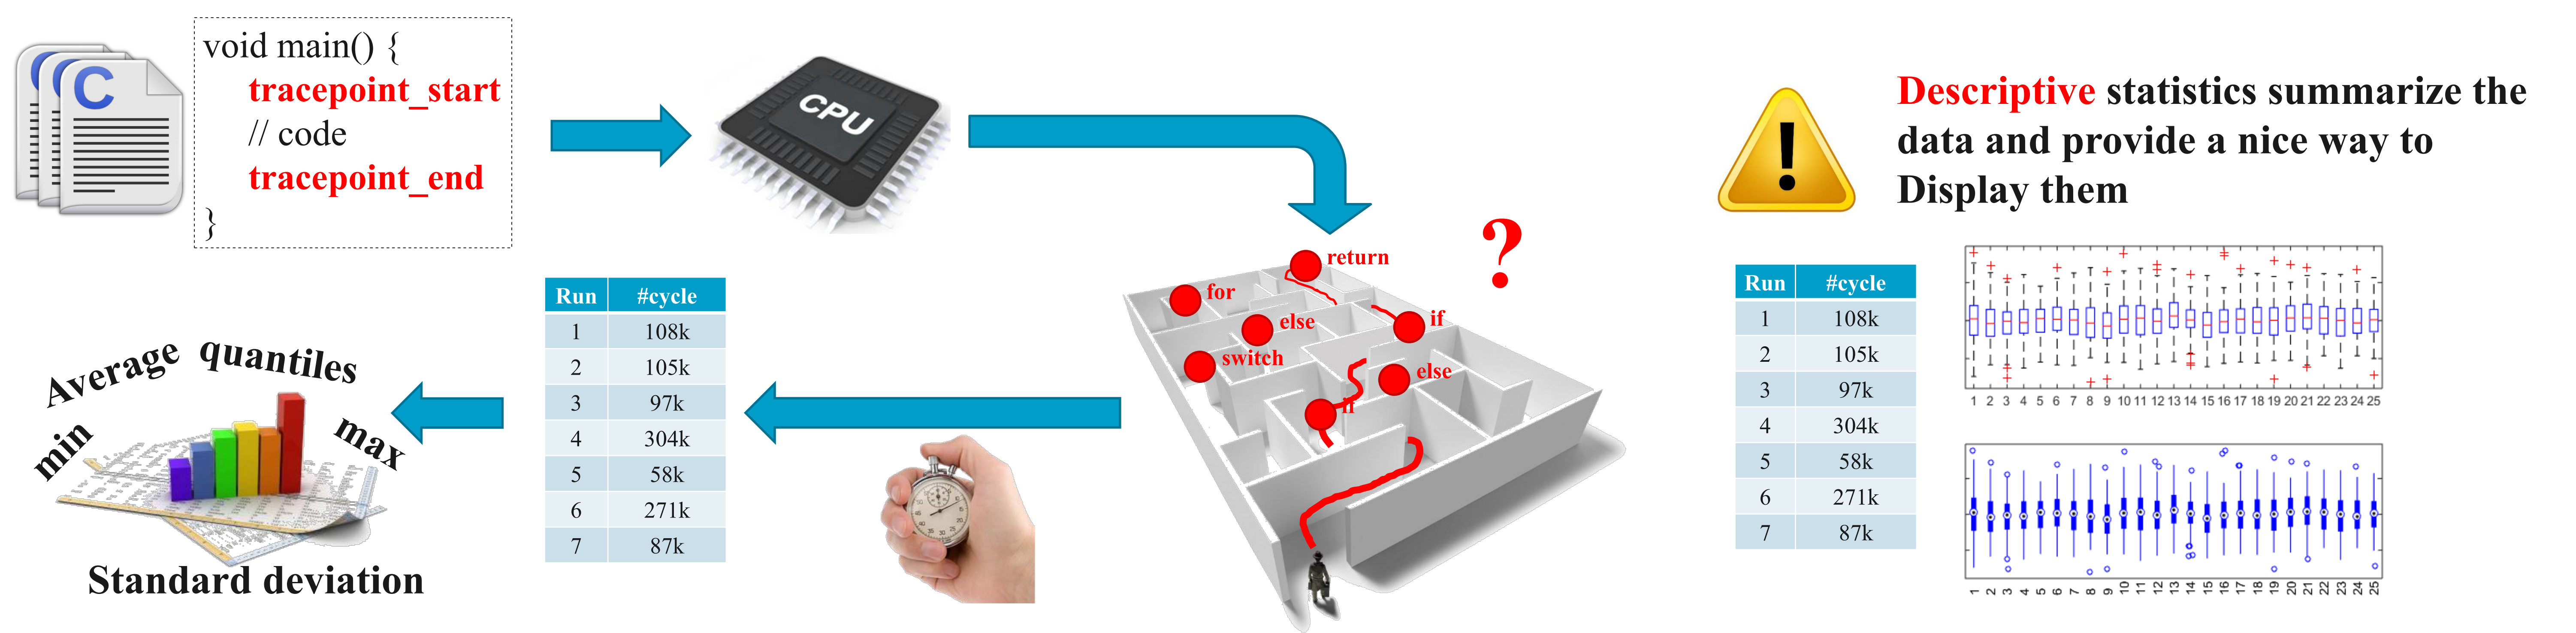 C
void main() {
tracepoint_start
// code
tracepoint_end
}
CPU
?
return
for
else
if
switch
else
if
Run #cycle
1 108k
2 105k
3 97k
4 304k
5 58k
6 271k
7 87k
Average quantiles
min max
Standard deviation
!
Descriptive statistics summarize the
data and provide a nice way to
Display them
Run #cycle
1 108k
2 105k
3 97k
4 304k
5 58k
6 271k
7 87k
1 2 3 4 5 6 7 8 9 10 11 12 13 14 15 16 17 18 19 20 21 22 23 24 25
1 2 3 4 5 6 7 8 9 10 11 12 13 14 15 16 17 18 19 20 21 22 23 24 25